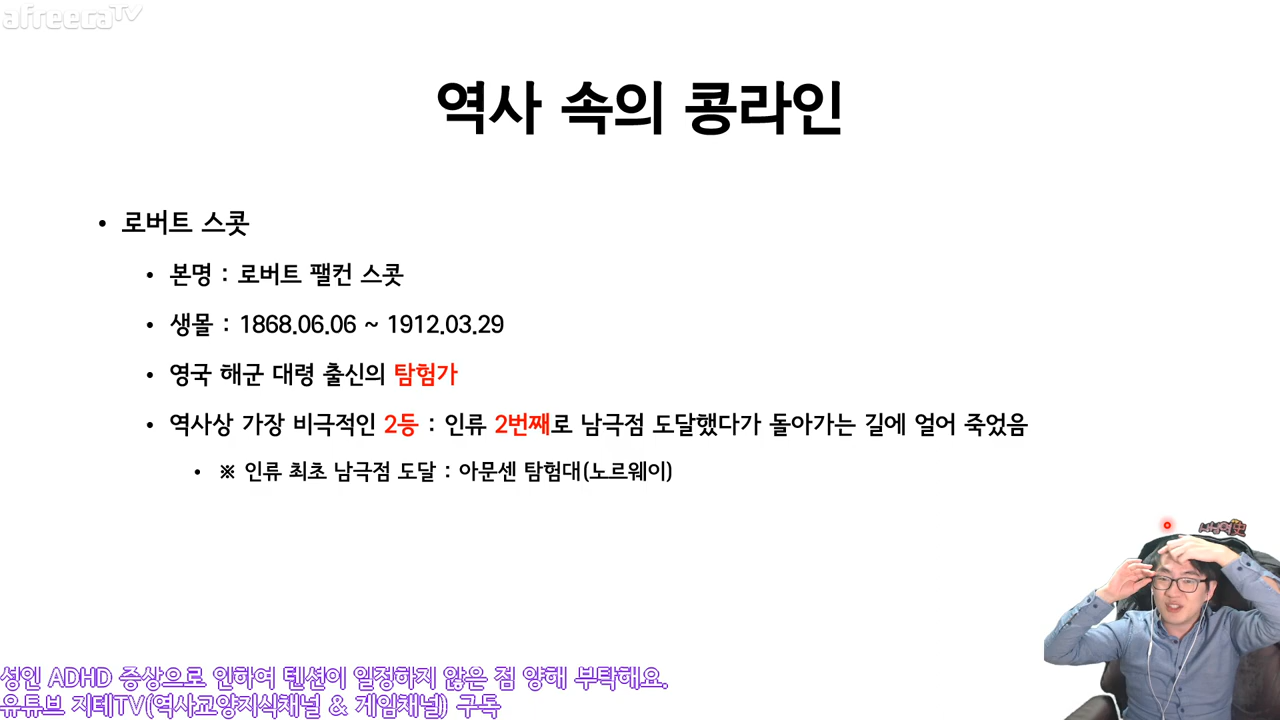 afreecaTV
역사 속의 콩라인
• 로버트 스콧
• 본명 : 로버트 팰컨 스콧
• 생몰 : 1868.06.06 ~ 1912.03.29
• 영국 해군 대령 출신의 탐험가
• 역사상 가장 비극적인 2등 : 인류 2번째로 남극점 도달했다가 돌아가는 길에 얼어 죽었음
• ※ 인류 최초 남극점 도달 : 아문센 탐험대(노르웨이)
성인 ADHD 증상으로 인하여 텐션이 일정하지 않은 점 양해 부탁해요.
유튜브 지테TV(역사교양지식채널 & 게임채널) 구독